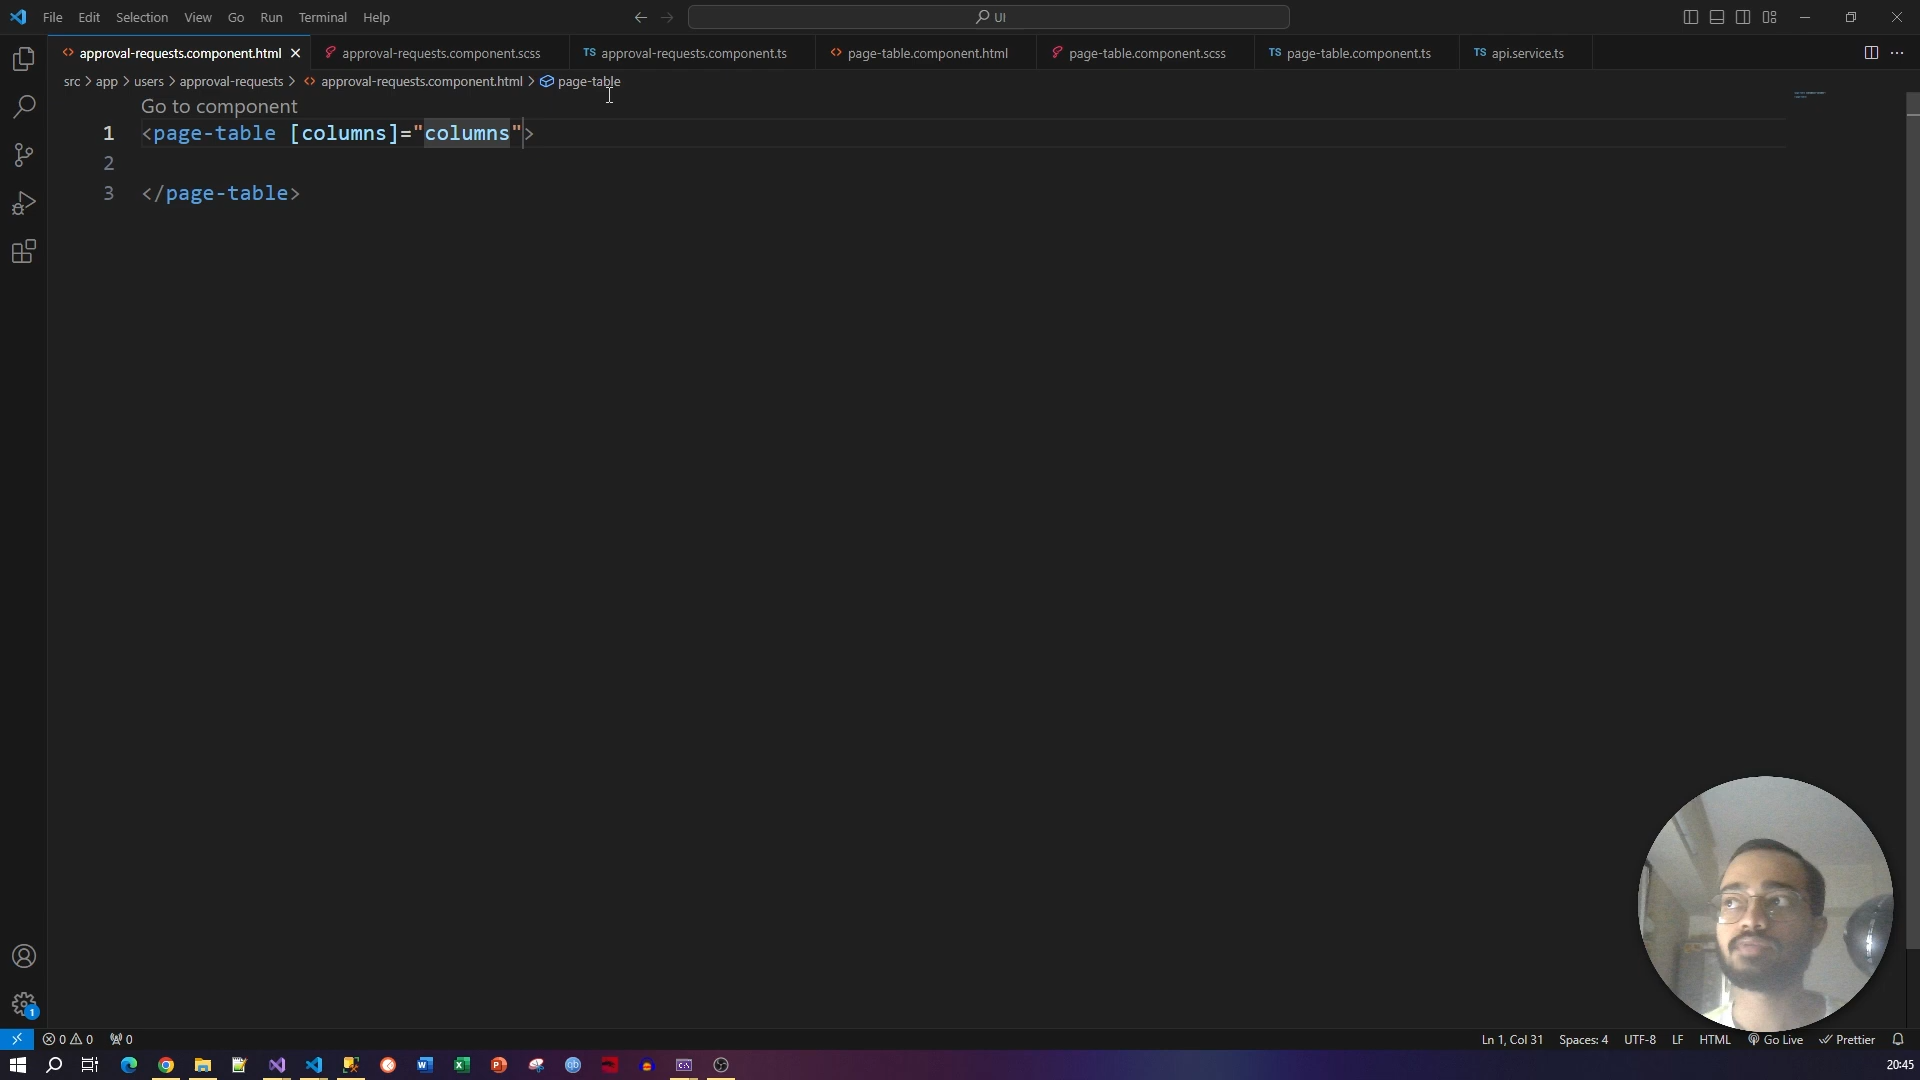 File Edit Selection View Go Run Terminal Help
UI
approval-requests.component.html approval-requests.component.scss TS approval-requests.component.ts page-table.component.html page-table.component.scss TS page-table.component.ts TS api.service.ts
src > app > users > approval-requests > approval-requests.component.html > page-table
Go to component
1 <page-table [columns]="columns">
2
3 </page-table>
1
0 0 0 Ln 1, Col 31 Spaces: 4 UTF-8 LF HTML Go Live Prettier
20:45